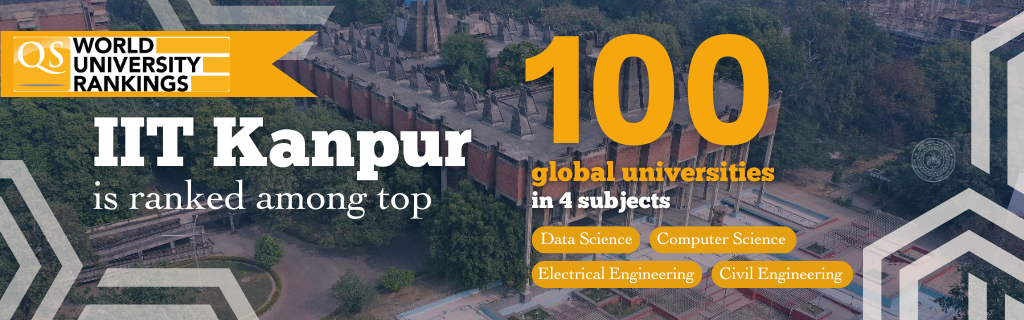 QS WORLD
UNIVERSITY
RANKINGS
IIT Kanpur
is ranked among top
100
global universities
in 4 subjects
Data Science
Computer Science
Electrical Engineering
Civil Engineering